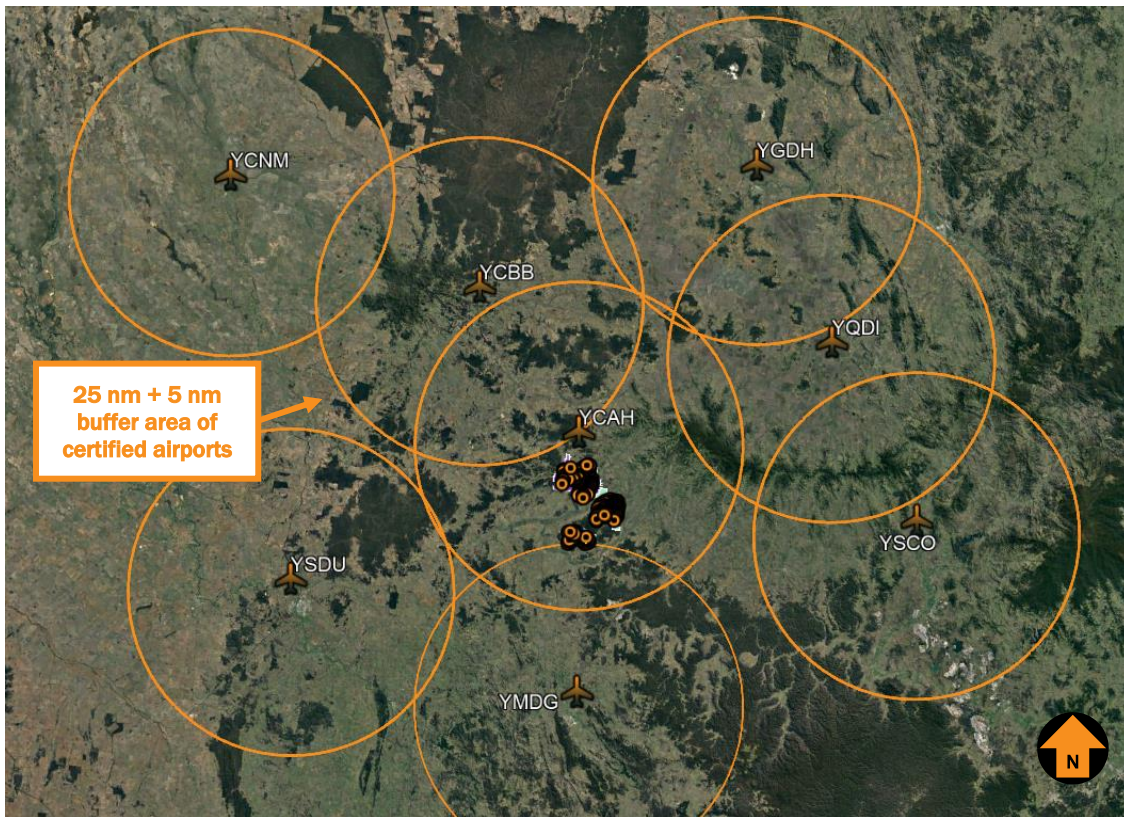 YCNM
YGDH
YCBB
YQDI
25 nm + 5 nm
buffer area of
certified airports
YCAH
YSCO
YSDU
YMDG
N